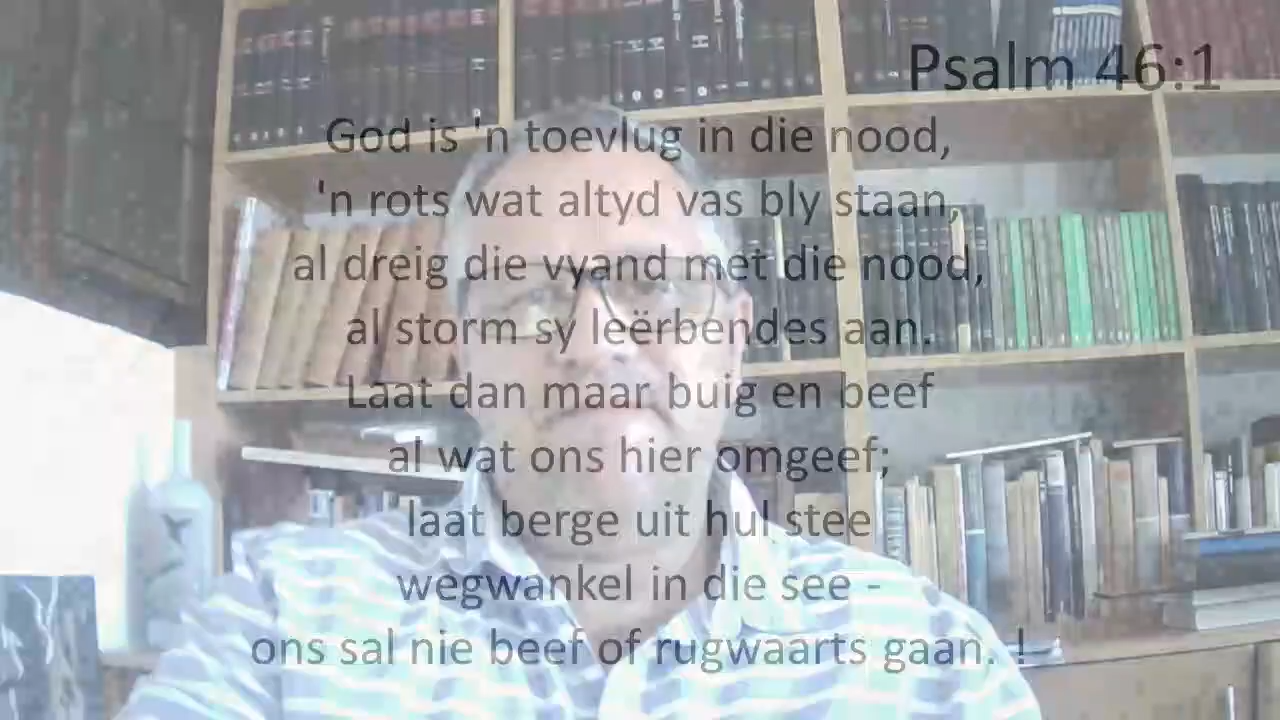 Psalm 46:1
God is 'n toevlug in die nood,
'n rots wat altyd vas bly staan,
al dreig die vyand met die nood,
al storm sy leërbendes aan.
Laat dan maar buig en beef
al wat ons hier omgeef;
laat berge uit hul stee
wegwankel in die see -
ons sal nie beef of rugwaarts gaan. !